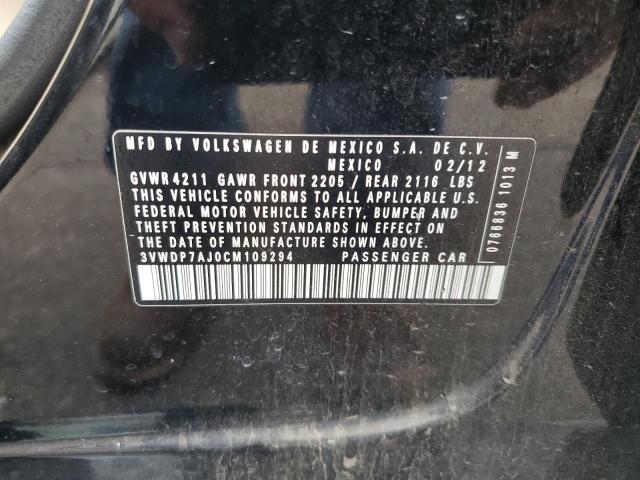 MFD BY VOLKSWAGEN DE MEXICO S.A. DE C.V.
MEXICO 02/12
GVWR 4211 GAWR FRONT 2205 / REAR 2116 LBS
THIS VEHICLE CONFORMS TO ALL APPLICABLE U.S.
FEDERAL MOTOR VEHICLE SAFETY, BUMPER AND
THEFT PREVENTION STANDARDS IN EFFECT ON
THE DATE OF MANUFACTURE SHOWN ABOVE.
3VWDP7AJ0CM109294 PASSENGER CAR
0766836 1013 M